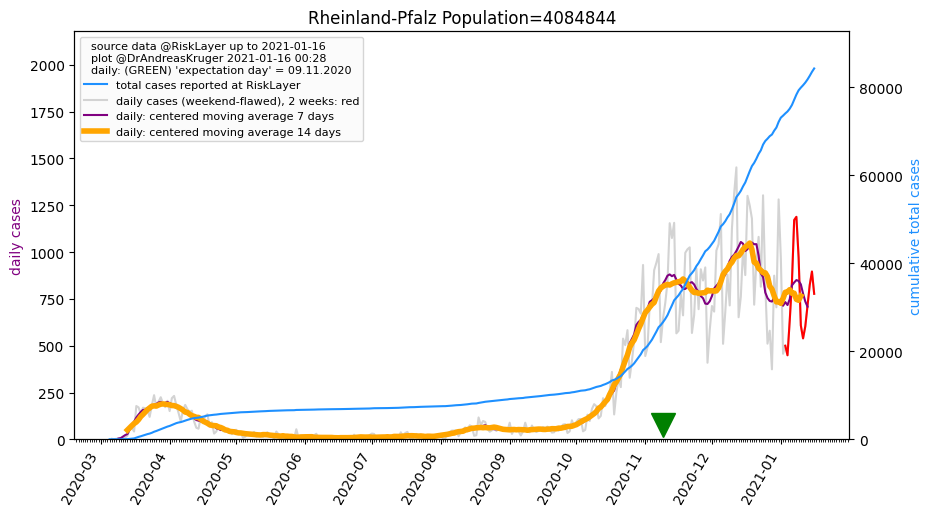 Rheinland-Pfalz Population=4084844
source data @RiskLayer up to 2021-01-16
plot @DrAndreasKruger 2021-01-16 00:28
daily: (GREEN) 'expectation day' = 09.11.2020
total cases reported at RiskLayer
daily cases (weekend-flawed), 2 weeks: red
daily: centered moving average 7 days
daily: centered moving average 14 days
daily cases
2000
1750
1500
1250
1000
750
500
250
0
80000
60000
40000
20000
0
cumulative total cases
2020-03
2020-04
2020-05
2020-06
2020-07
2020-08
2020-09
2020-10
2020-11
2020-12
2021-01